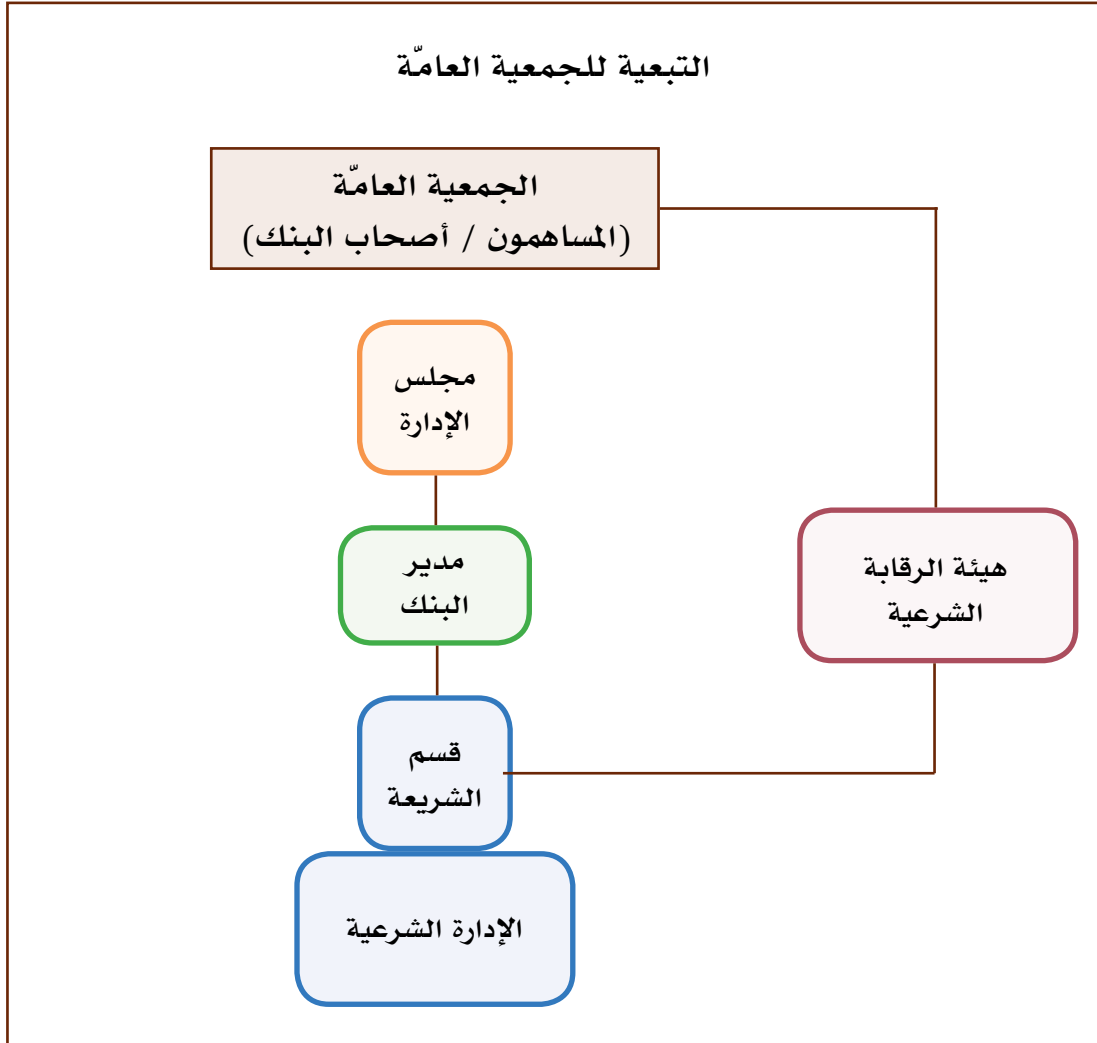 التبعية للجمعية العامّة
الجمعية العامّة
(المساهمون / أصحاب البنك)
مجلس
الإدارة
مدير
البنك
هيئة الرقابة
الشرعية
قسم
الشريعة
الإدارة الشرعية